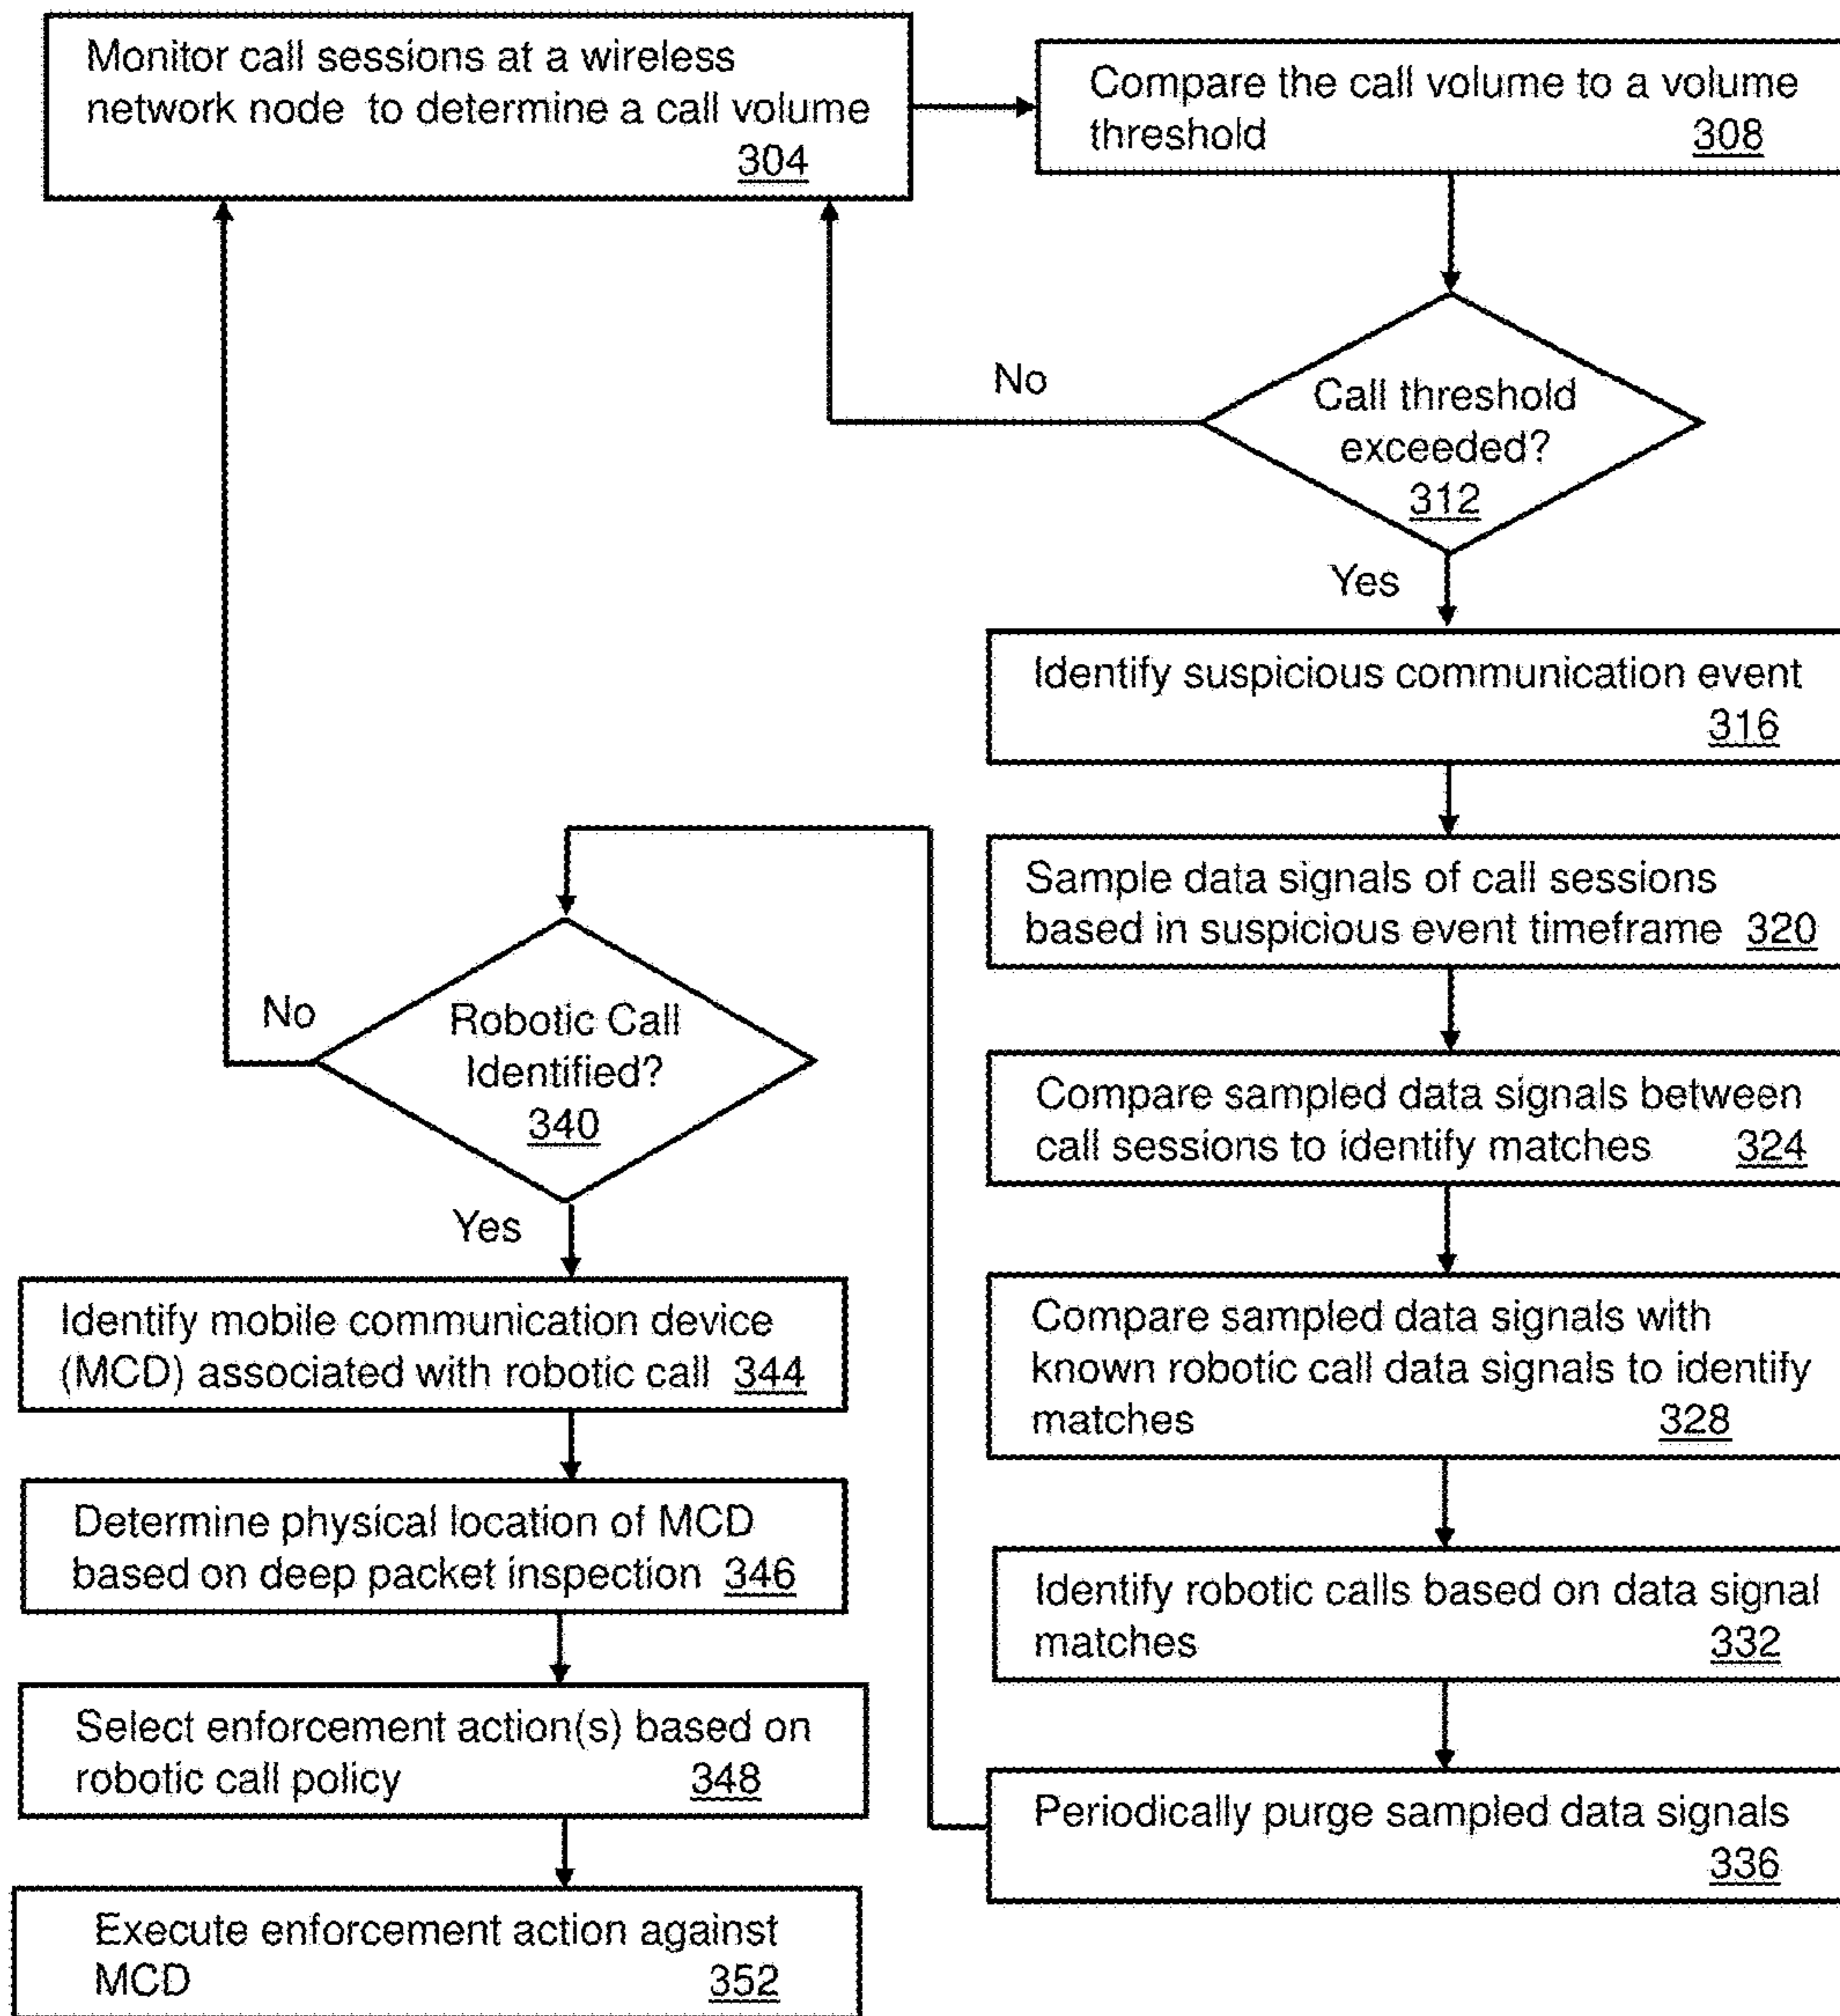 Monitor call sessions at a wireless
network node to determine a call volume
304
Compare the call volume to a volume
threshold 308
Call threshold
exceeded?
312
No
Yes
Identify suspicious communication event
316
Sample data signals of call sessions
based in suspicious event timeframe 320
Compare sampled data signals between
call sessions to identify matches 324
Compare sampled data signals with
known robotic call data signals to identify
matches 328
Identify robotic calls based on data signal
matches 332
Periodically purge sampled data signals
336
Robotic Call
Identified?
340
No
Yes
Identify mobile communication device
(MCD) associated with robotic call 344
Determine physical location of MCD
based on deep packet inspection 346
Select enforcement action(s) based on
robotic call policy 348
Execute enforcement action against
MCD 352